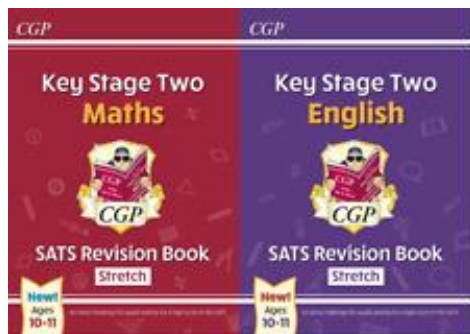 CGP
Key Stage Two
Maths
CGP
SATS Revision Book
Stretch
New!
Ages
10-11
CGP
Key Stage Two
English
CGP
SATS Revision Book
Stretch
New!
Ages
10-11